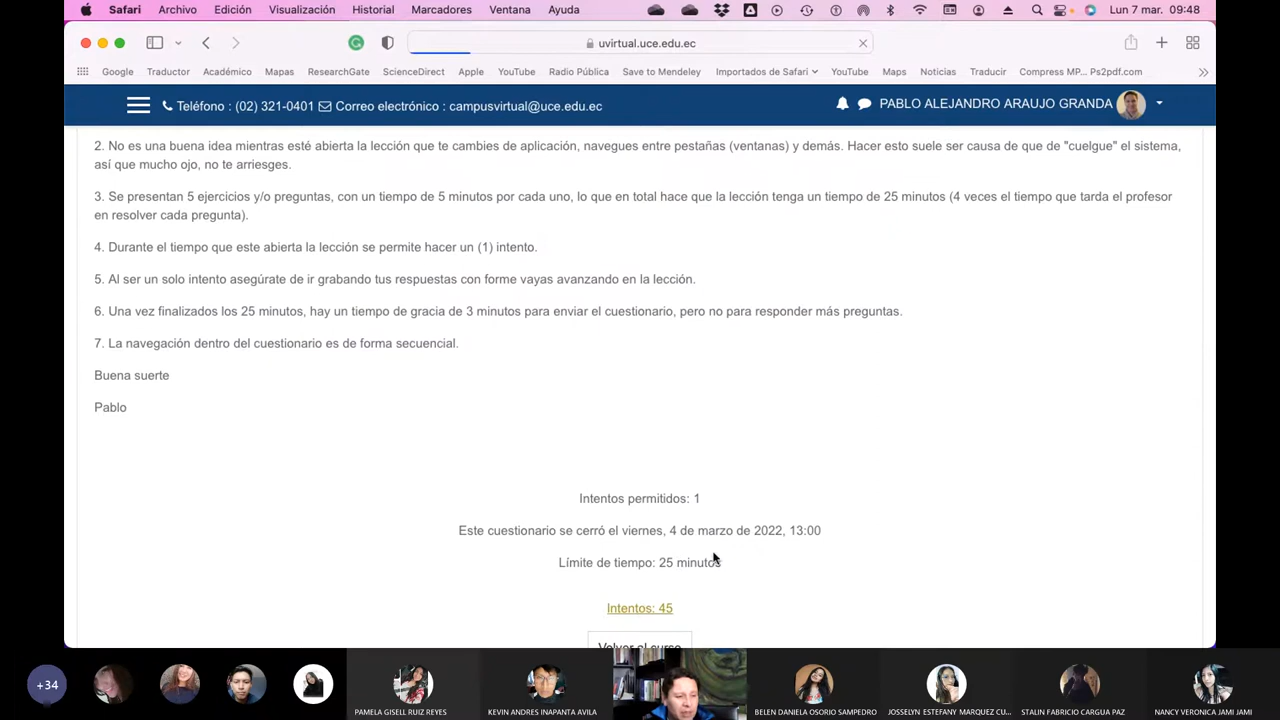 Safari Archivo Edición Visualización Historial Marcadores Ventana Ayuda Lun 7 mar. 09:48
uvirtual.uce.edu.ec
Google Traductor Académico Mapas ResearchGate ScienceDirect Apple YouTube Radio Pública Save to Mendeley Importados de Safari YouTube Maps Noticias Traducir Compress MP... Ps2pdf.com
Teléfono : (02) 321-0401 Correo electrónico : campusvirtual@uce.edu.ec PABLO ALEJANDRO ARAUJO GRANDA
2. No es una buena idea mientras esté abierta la lección que te cambies de aplicación, navegues entre pestañas (ventanas) y demás. Hacer esto suele ser causa de que de "cuelgue" el sistema,
así que mucho ojo, no te arriesges.
3. Se presentan 5 ejercicios y/o preguntas, con un tiempo de 5 minutos por cada uno, lo que en total hace que la lección tenga un tiempo de 25 minutos (4 veces el tiempo que tarda el profesor
en resolver cada pregunta).
4. Durante el tiempo que este abierta la lección se permite hacer un (1) intento.
5. Al ser un solo intento asegúrate de ir grabando tus respuestas con forme vayas avanzando en la lección.
6. Una vez finalizados los 25 minutos, hay un tiempo de gracia de 3 minutos para enviar el cuestionario, pero no para responder más preguntas.
7. La navegación dentro del cuestionario es de forma secuencial.
Buena suerte
Pablo
Intentos permitidos: 1
Este cuestionario se cerró el viernes, 4 de marzo de 2022, 13:00
Límite de tiempo: 25 minutos
Intentos: 45
Volver al curso
+34
PAMELA GISELL RUIZ REYES KEVIN ANDRES INAPANTA AVILA BELEN DANIELA OSORIO SAMPEDRO JOSSELYN ESTEFANY MARQUEZ CU... STALIN FABRICIO CARGUA PAZ NANCY VERONICA JAMI JAMI